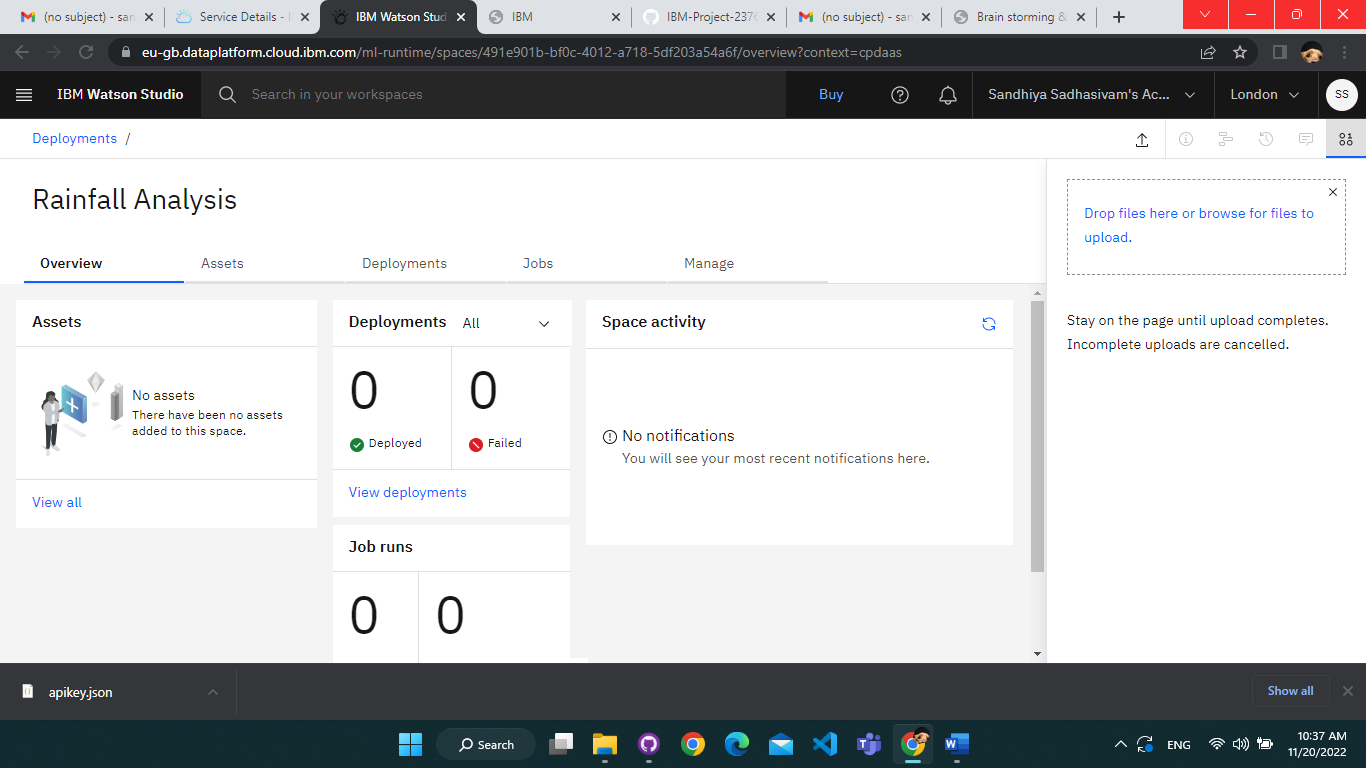 (no subject) - san
Service Details - I
IBM Watson Stud
IBM
IBM-Project-2376
(no subject) - san
Brain storming &
eu-gb.dataplatform.cloud.ibm.com/ml-runtime/spaces/491e901b-bf0c-4012-a718-5df203a54a6f/overview?context=cpdaas
IBM Watson Studio
Search in your workspaces
Buy
Sandhiya Sadhasivam's Ac...
London
SS
Deployments /
Rainfall Analysis
Overview
Assets
Deployments
Jobs
Manage
Assets
No assets
There have been no assets
added to this space.
View all
Deployments All
0 0
Deployed Failed
View deployments
Job runs
0 0
Space activity
No notifications
You will see your most recent notifications here.
Drop files here or browse for files to
upload.
Stay on the page until upload completes.
Incomplete uploads are cancelled.
apikey.json
Show all
Search
ENG
10:37 AM
11/20/2022